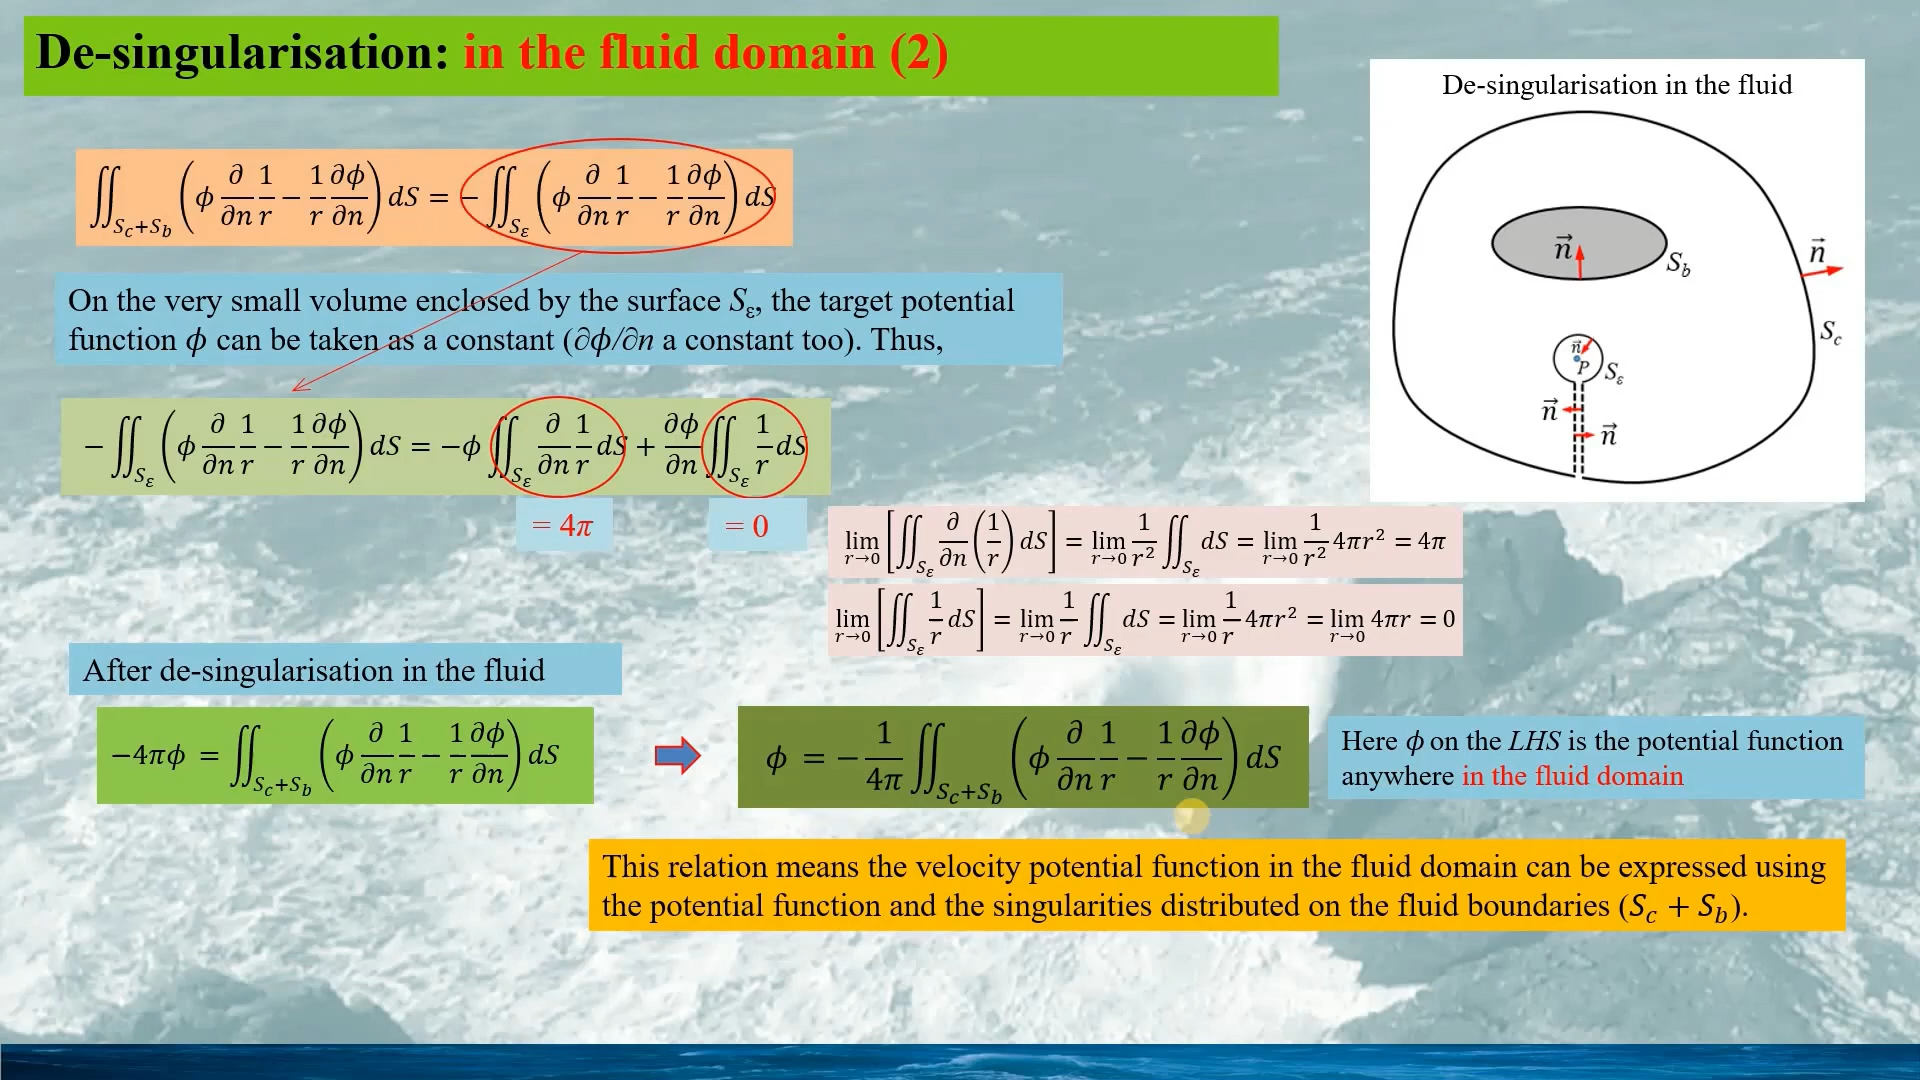 De-singularisation: in the fluid domain (2)
De-singularisation in the fluid
∬_{S_c+S_b} (ϕ ∂/∂n 1/r − 1/r ∂ϕ/∂n) dS = −∬_{S_ε} (ϕ ∂/∂n 1/r − 1/r ∂ϕ/∂n) dS
n⃗
S_b
n⃗
S_c
n⃗
P
S_ε
n⃗
n⃗
On the very small volume enclosed by the surface S_ε, the target potential
function ϕ can be taken as a constant (∂ϕ/∂n a constant too). Thus,
−∬_{S_ε} (ϕ ∂/∂n 1/r − 1/r ∂ϕ/∂n) dS = −ϕ ∬_{S_ε} ∂/∂n 1/r dS + ∂ϕ/∂n ∬_{S_ε} 1/r dS
= 4π
= 0
lim_{r→0} [∬_{S_ε} ∂/∂n (1/r) dS] = lim_{r→0} 1/r² ∬_{S_ε} dS = lim_{r→0} 1/r² 4πr² = 4π
lim_{r→0} [∬_{S_ε} 1/r dS] = lim_{r→0} 1/r ∬_{S_ε} dS = lim_{r→0} 1/r 4πr² = lim_{r→0} 4πr = 0
After de-singularisation in the fluid
−4πϕ = ∬_{S_c+S_b} (ϕ ∂/∂n 1/r − 1/r ∂ϕ/∂n) dS
ϕ = −1/4π ∬_{S_c+S_b} (ϕ ∂/∂n 1/r − 1/r ∂ϕ/∂n) dS
Here ϕ on the LHS is the potential function
anywhere in the fluid domain
This relation means the velocity potential function in the fluid domain can be expressed using
the potential function and the singularities distributed on the fluid boundaries (S_c + S_b).